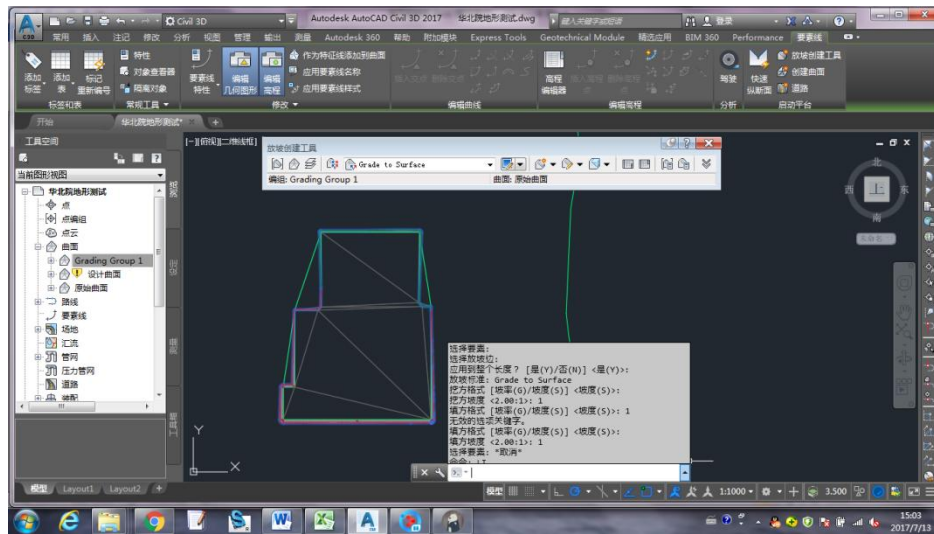 Civil 3D
Autodesk AutoCAD Civil 3D 2017 华北院地形测试.dwg
键入关键字或短语
登录
常用 插入 注记 修改 分析 视图 管理 输出 测量 Autodesk 360 帮助 附加模块 Express Tools Geotechnical Module 精选应用 BIM 360 Performance 要素线
添加标签
添加表
标记重新编号
特性
对象查看器
隔离对象
要素线特性
编辑几何图形
编辑高程
作为特征线添加到曲面
应用要素线名称
应用要素线样式
高程编辑器
驾驶
快速纵断面
放坡创建工具
创建曲面
道路
标签和表 常规工具 修改 编辑曲线 编辑高程 分析 启动平台
开始 华北院地形测试*
工具空间
当前图形视图
华北院地形测试
点
点编组
点云
曲面
Grading Group 1
设计曲面
原始曲面
路线
要素线
场地
汇流
管网
压力管网
道路
装配
[-][俯视][二维线框]
放坡创建工具
Grade to Surface
编组: Grading Group 1 曲面: 原始曲面
北
西 上 东
南
选择要素:
选择放坡边:
应用到整个长度? [是(Y)/否(N)] <是(Y)>:
放坡标准: Grade to Surface
挖方格式 [坡率(G)/坡度(S)] <坡度(S)>:
挖方坡度 <2.00:1>: 1
填方格式 [坡率(G)/坡度(S)] <坡度(S)>: 1
无效的选项关键字。
填方格式 [坡率(G)/坡度(S)] <坡度(S)>:
填方坡度 <2.00:1>: 1
选择要素: *取消*
Y
X
模型 Layout1 Layout2 +
模型 1:1000 3.500
15:03
2017/7/13